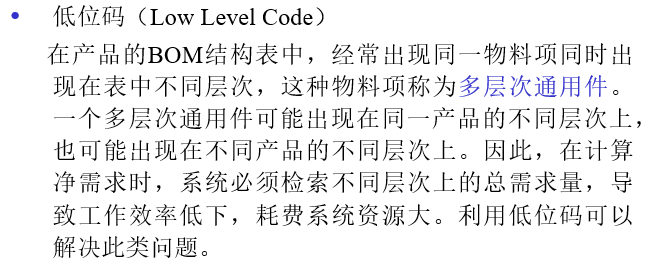 • 低位码（Low Level Code）
在产品的BOM结构表中，经常出现同一物料项同时出
现在表中不同层次，这种物料项称为多层次通用件。
一个多层次通用件可能出现在同一产品的不同层次上，
也可能出现在不同产品的不同层次上。因此，在计算
净需求时，系统必须检索不同层次上的总需求量，导
致工作效率低下，耗费系统资源大。利用低位码可以
解决此类问题。